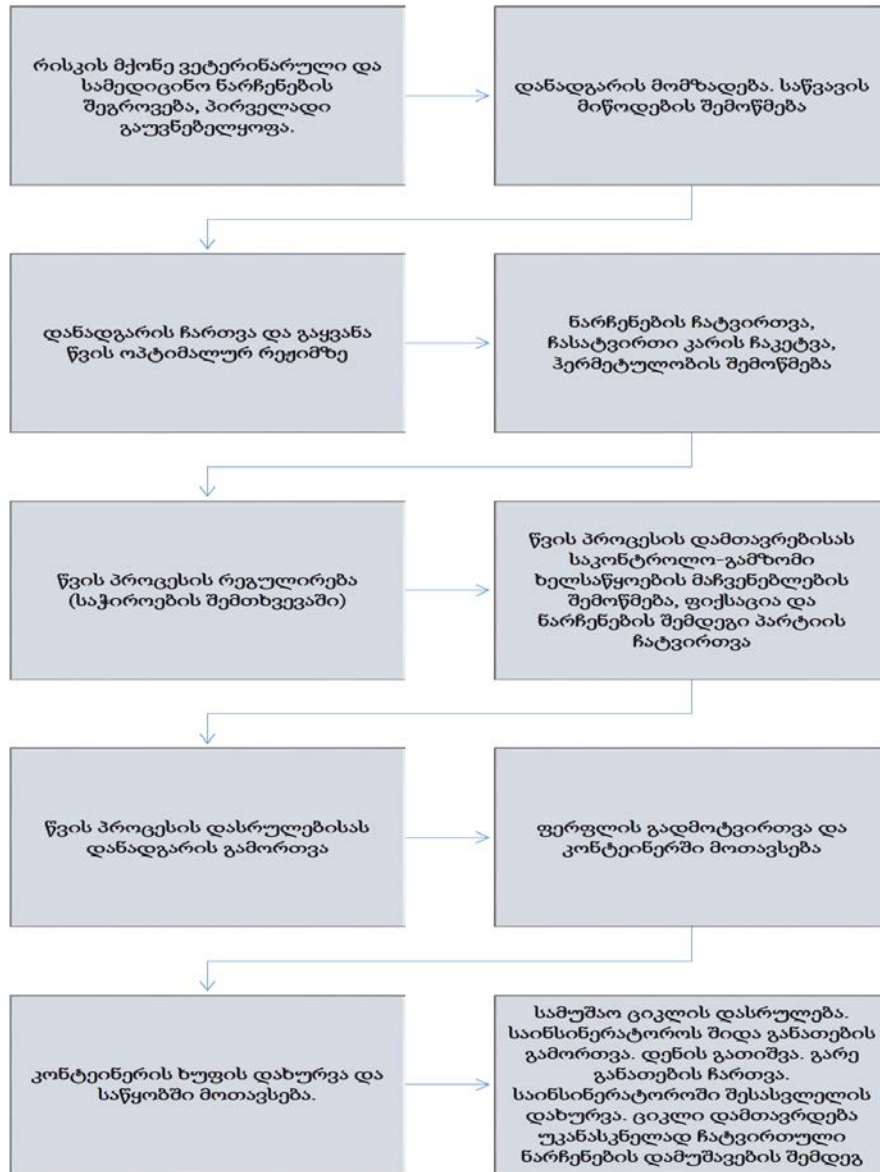 რისკის მქონე ვეტერინარული და
სამედიცინო ნარჩენების
შეგროვება, პირველადი
გაუვნებელყოფა.
დანადგარის მომზადება. საწვავის
მიწოდების შემოწმება
დანადგარის ჩართვა და გაყვანა
წვის ოპტიმალურ რეჟიმზე
ნარჩენების ჩატვირთვა,
ჩასატვირთი კარის ჩაკეტვა,
ჰერმეტულობის შემოწმება
წვის პროცესის რეგულირება
(საჭიროების შემთხვევაში)
წვის პროცესის დამთავრებისას
საკონტროლო-გამზომი
ხელსაწყოების მაჩვენებლების
შემოწმება, ფიქსაცია და
ნარჩენების შემდეგი პარტიის
ჩატვირთვა
წვის პროცესის დასრულებისას
დანადგარის გამორთვა
ფერფლის გადმოტვირთვა და
კონტეინერში მოთავსება
კონტეინერის ხუფის დახურვა და
საწყობში მოთავსება.
სამუშაო ციკლის დასრულება.
საინსინერატოროს შიდა განათების
გამორთვა. დენის გათიშვა. გარე
განათების ჩართვა.
საინსინერატოროში შესასვლელის
დახურვა. ციკლი დამთავრდება
უკანასკნელად ჩატვირთული
ნარჩენების დამუშავების შემდეგ